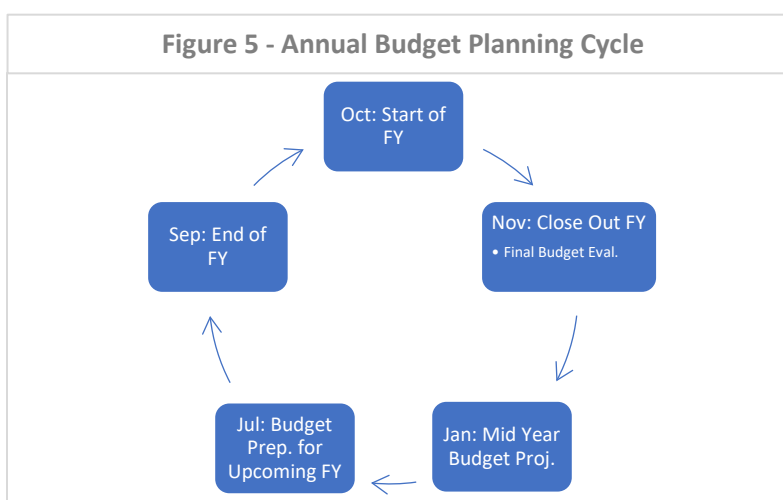 Figure 5 - Annual Budget Planning Cycle
Oct: Start of
FY
Nov: Close Out FY
• Final Budget Eval.
Jan: Mid Year
Budget Proj.
Jul: Budget
Prep. for
Upcoming FY
Sep: End of
FY